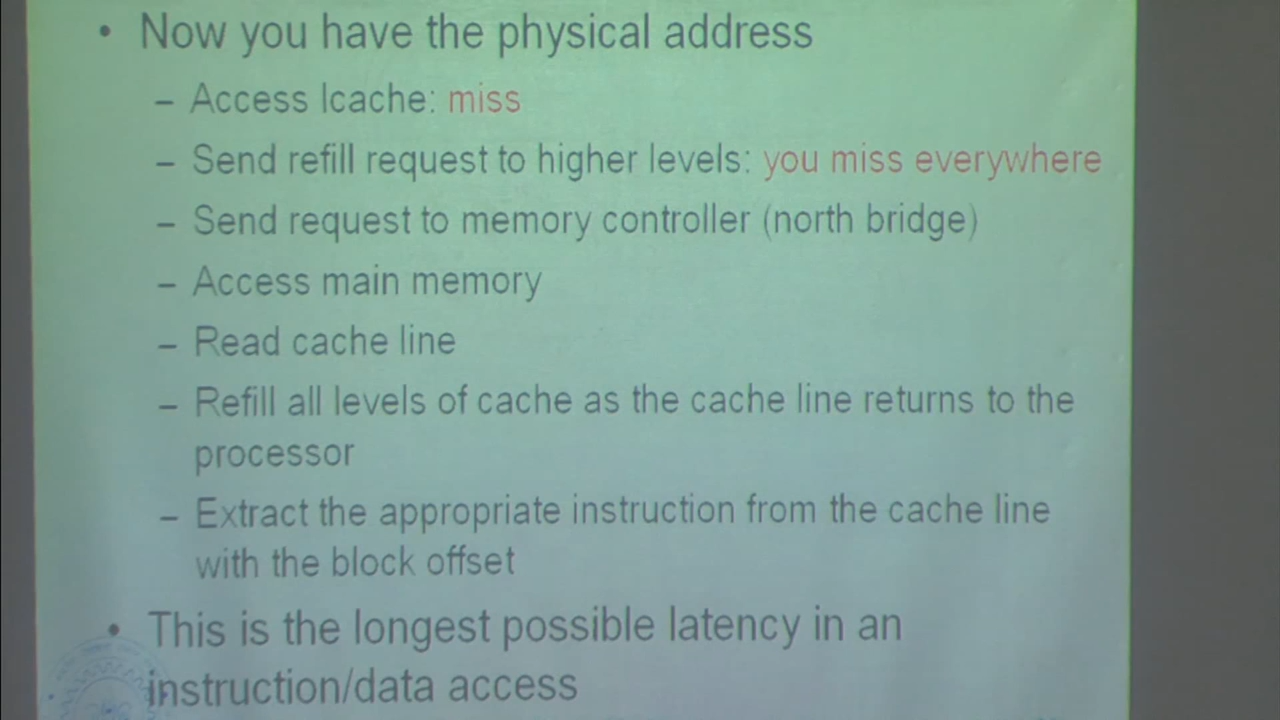 • Now you have the physical address
– Access Icache: miss
– Send refill request to higher levels: you miss everywhere
– Send request to memory controller (north bridge)
– Access main memory
– Read cache line
– Refill all levels of cache as the cache line returns to the
processor
– Extract the appropriate instruction from the cache line
with the block offset
• This is the longest possible latency in an
instruction/data access